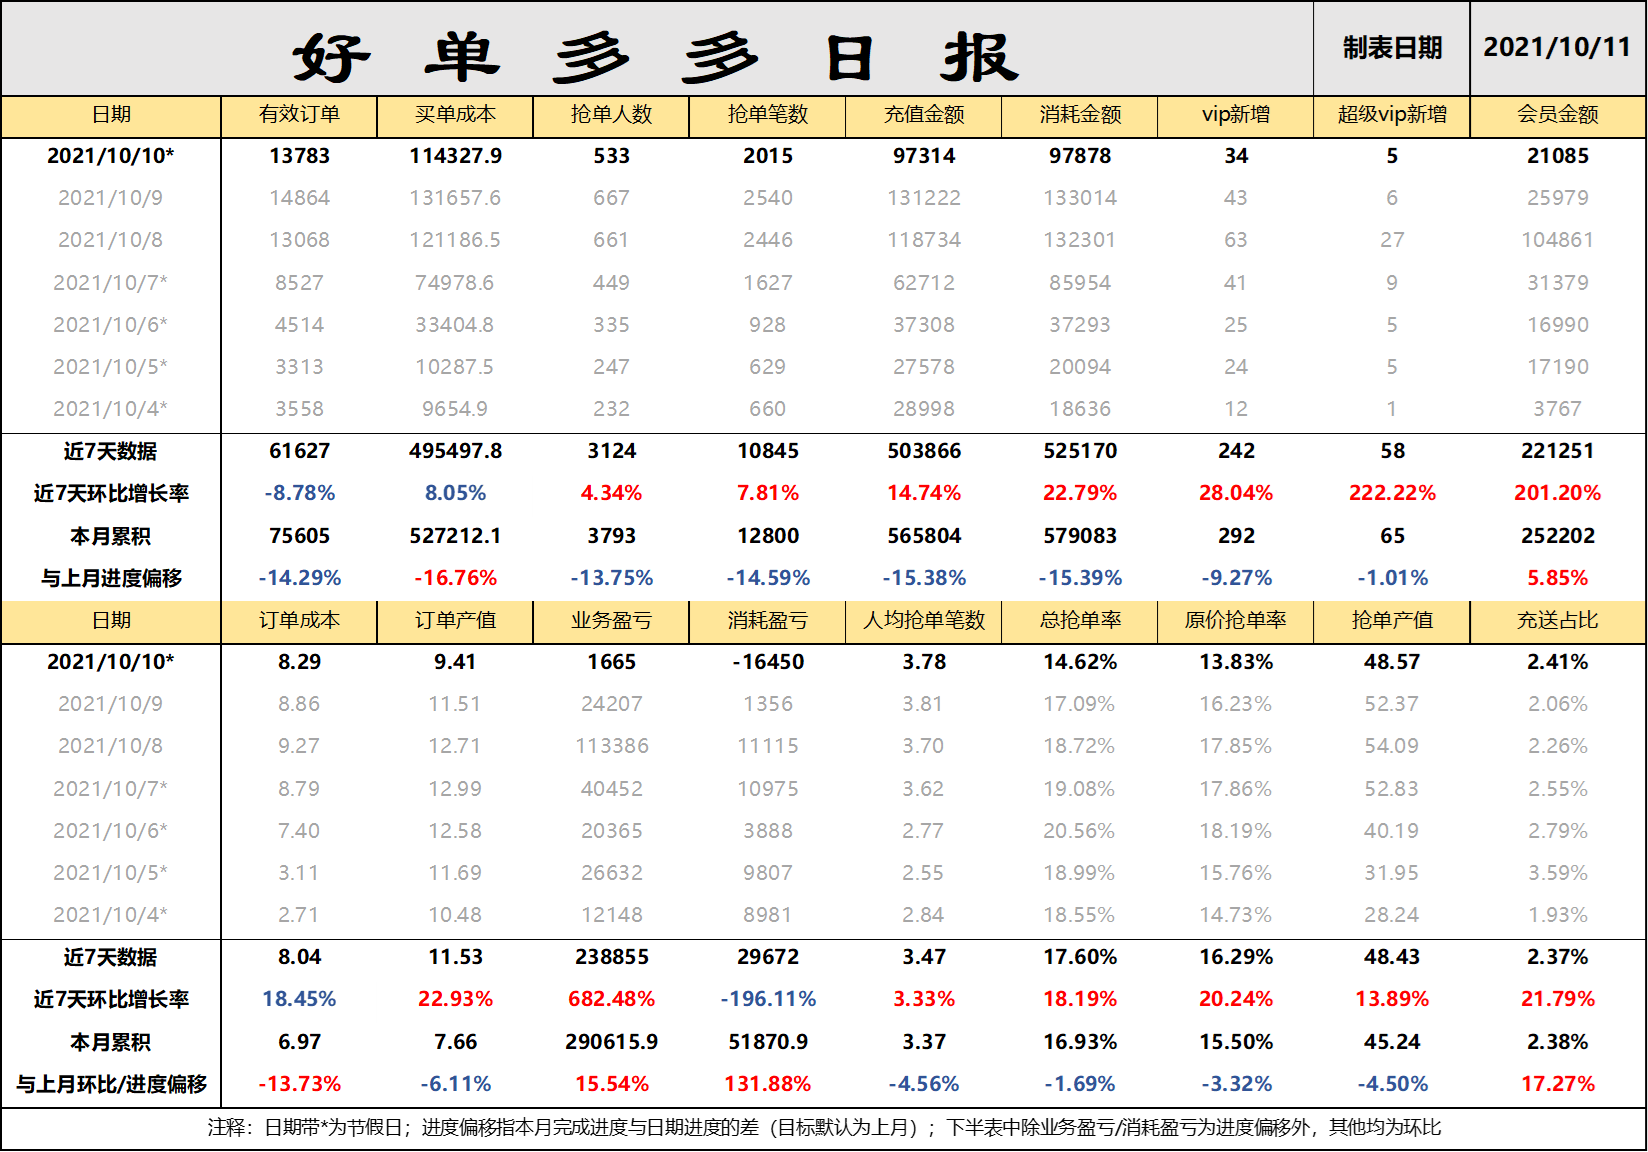 好单多多日报 制表日期 2021/10/11
日期 有效订单 买单成本 抢单人数 抢单笔数 充值金额 消耗金额 vip新增 超级vip新增 会员金额
2021/10/10* 13783 114327.9 533 2015 97314 97878 34 5 21085
2021/10/9 14864 131657.6 667 2540 131222 133014 43 6 25979
2021/10/8 13068 121186.5 661 2446 118734 132301 63 27 104861
2021/10/7* 8527 74978.6 449 1627 62712 85954 41 9 31379
2021/10/6* 4514 33404.8 335 928 37308 37293 25 5 16990
2021/10/5* 3313 10287.5 247 629 27578 20094 24 5 17190
2021/10/4* 3558 9654.9 232 660 28998 18636 12 1 3767
近7天数据 61627 495497.8 3124 10845 503866 525170 242 58 221251
近7天环比增长率 -8.78% 8.05% 4.34% 7.81% 14.74% 22.79% 28.04% 222.22% 201.20%
本月累积 75605 527212.1 3793 12800 565804 579083 292 65 252202
与上月进度偏移 -14.29% -16.76% -13.75% -14.59% -15.38% -15.39% -9.27% -1.01% 5.85%
日期 订单成本 订单产值 业务盈亏 消耗盈亏 人均抢单笔数 总抢单率 原价抢单率 抢单产值 充送占比
2021/10/10* 8.29 9.41 1665 -16450 3.78 14.62% 13.83% 48.57 2.41%
2021/10/9 8.86 11.51 24207 1356 3.81 17.09% 16.23% 52.37 2.06%
2021/10/8 9.27 12.71 113386 11115 3.70 18.72% 17.85% 54.09 2.26%
2021/10/7* 8.79 12.99 40452 10975 3.62 19.08% 17.86% 52.83 2.55%
2021/10/6* 7.40 12.58 20365 3888 2.77 20.56% 18.19% 40.19 2.79%
2021/10/5* 3.11 11.69 26632 9807 2.55 18.99% 15.76% 31.95 3.59%
2021/10/4* 2.71 10.48 12148 8981 2.84 18.55% 14.73% 28.24 1.93%
近7天数据 8.04 11.53 238855 29672 3.47 17.60% 16.29% 48.43 2.37%
近7天环比增长率 18.45% 22.93% 682.48% -196.11% 3.33% 18.19% 20.24% 13.89% 21.79%
本月累积 6.97 7.66 290615.9 51870.9 3.37 16.93% 15.50% 45.24 2.38%
与上月环比/进度偏移 -13.73% -6.11% 15.54% 131.88% -4.56% -1.69% -3.32% -4.50% 17.27%
注释：日期带*为节假日；进度偏移指本月完成进度与日期进度的差（目标默认为上月）；下半表中除业务盈亏/消耗盈亏为进度偏移外，其他均为环比